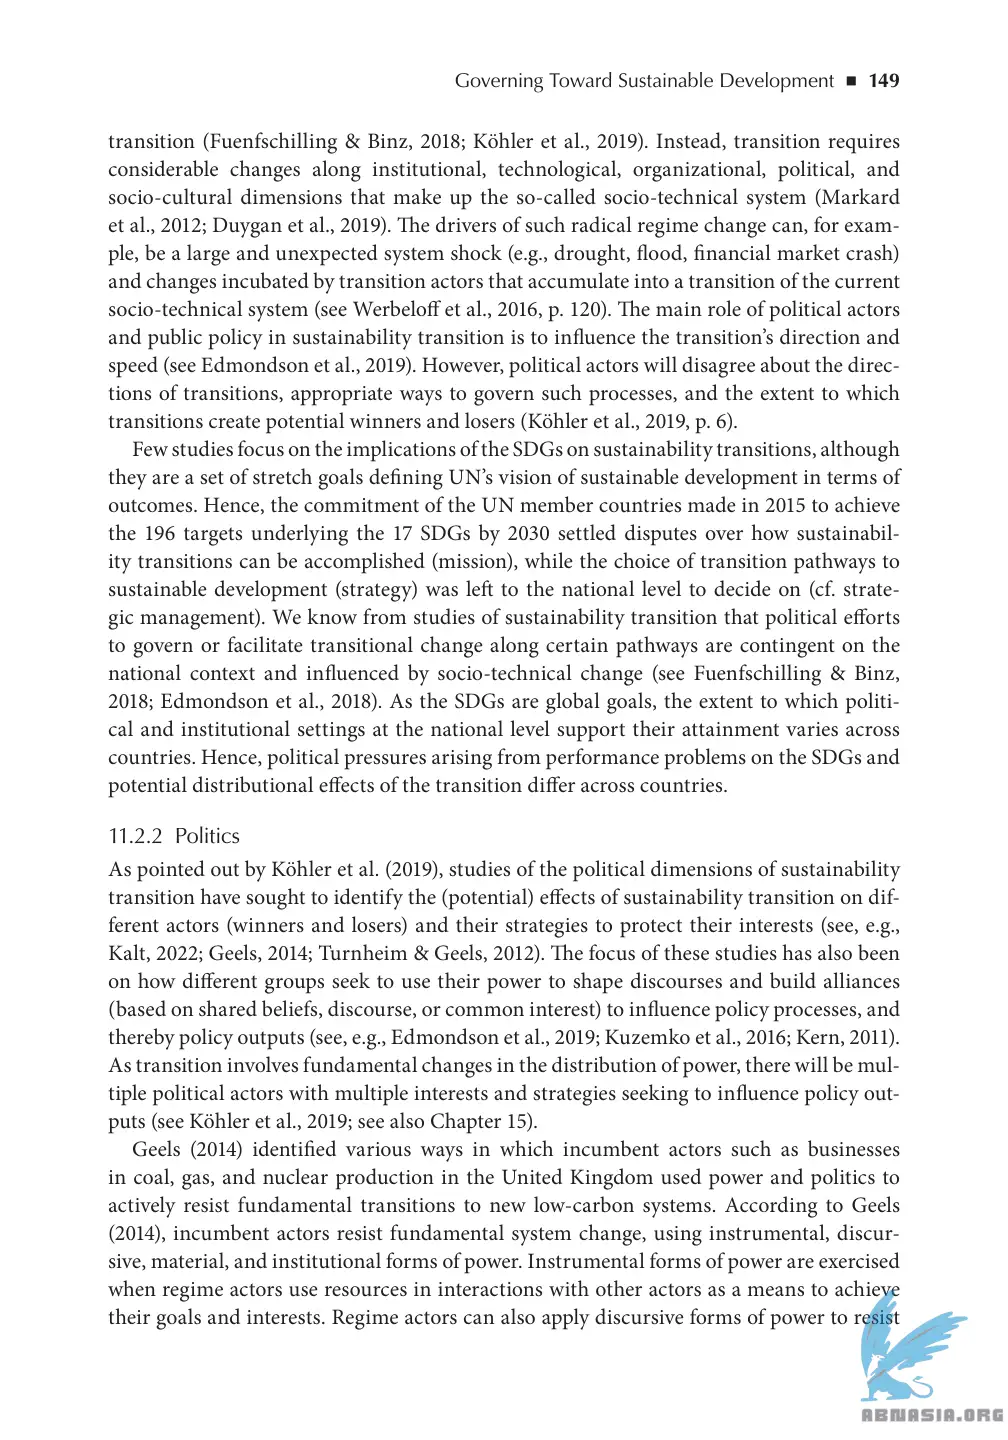 Governing Toward Sustainable Development ■ 149
transition (Fuenfschilling & Binz, 2018; Köhler et al., 2019). Instead, transition requires
considerable changes along institutional, technological, organizational, political, and
socio-cultural dimensions that make up the so-called socio-technical system (Markard
et al., 2012; Duygan et al., 2019). The drivers of such radical regime change can, for exam-
ple, be a large and unexpected system shock (e.g., drought, flood, financial market crash)
and changes incubated by transition actors that accumulate into a transition of the current
socio-technical system (see Werbeloff et al., 2016, p. 120). The main role of political actors
and public policy in sustainability transition is to influence the transition's direction and
speed (see Edmondson et al., 2019). However, political actors will disagree about the direc-
tions of transitions, appropriate ways to govern such processes, and the extent to which
transitions create potential winners and losers (Köhler et al., 2019, p. 6).
Few studies focus on the implications of the SDGs on sustainability transitions, although
they are a set of stretch goals defining UN's vision of sustainable development in terms of
outcomes. Hence, the commitment of the UN member countries made in 2015 to achieve
the 196 targets underlying the 17 SDGs by 2030 settled disputes over how sustainabil-
ity transitions can be accomplished (mission), while the choice of transition pathways to
sustainable development (strategy) was left to the national level to decide on (cf. strate-
gic management). We know from studies of sustainability transition that political efforts
to govern or facilitate transitional change along certain pathways are contingent on the
national context and influenced by socio-technical change (see Fuenfschilling & Binz,
2018; Edmondson et al., 2018). As the SDGs are global goals, the extent to which politi-
cal and institutional settings at the national level support their attainment varies across
countries. Hence, political pressures arising from performance problems on the SDGs and
potential distributional effects of the transition differ across countries.
11.2.2 Politics
As pointed out by Köhler et al. (2019), studies of the political dimensions of sustainability
transition have sought to identify the (potential) effects of sustainability transition on dif-
ferent actors (winners and losers) and their strategies to protect their interests (see, e.g.,
Kalt, 2022; Geels, 2014; Turnheim & Geels, 2012). The focus of these studies has also been
on how different groups seek to use their power to shape discourses and build alliances
(based on shared beliefs, discourse, or common interest) to influence policy processes, and
thereby policy outputs (see, e.g., Edmondson et al., 2019; Kuzemko et al., 2016; Kern, 2011).
As transition involves fundamental changes in the distribution of power, there will be mul-
tiple political actors with multiple interests and strategies seeking to influence policy out-
puts (see Köhler et al., 2019; see also Chapter 15).
Geels (2014) identified various ways in which incumbent actors such as businesses
in coal, gas, and nuclear production in the United Kingdom used power and politics to
actively resist fundamental transitions to new low-carbon systems. According to Geels
(2014), incumbent actors resist fundamental system change, using instrumental, discur-
sive, material, and institutional forms of power. Instrumental forms of power are exercised
when regime actors use resources in interactions with other actors as a means to achieve
their goals and interests. Regime actors can also apply discursive forms of power to resist
ABNASIA.ORG